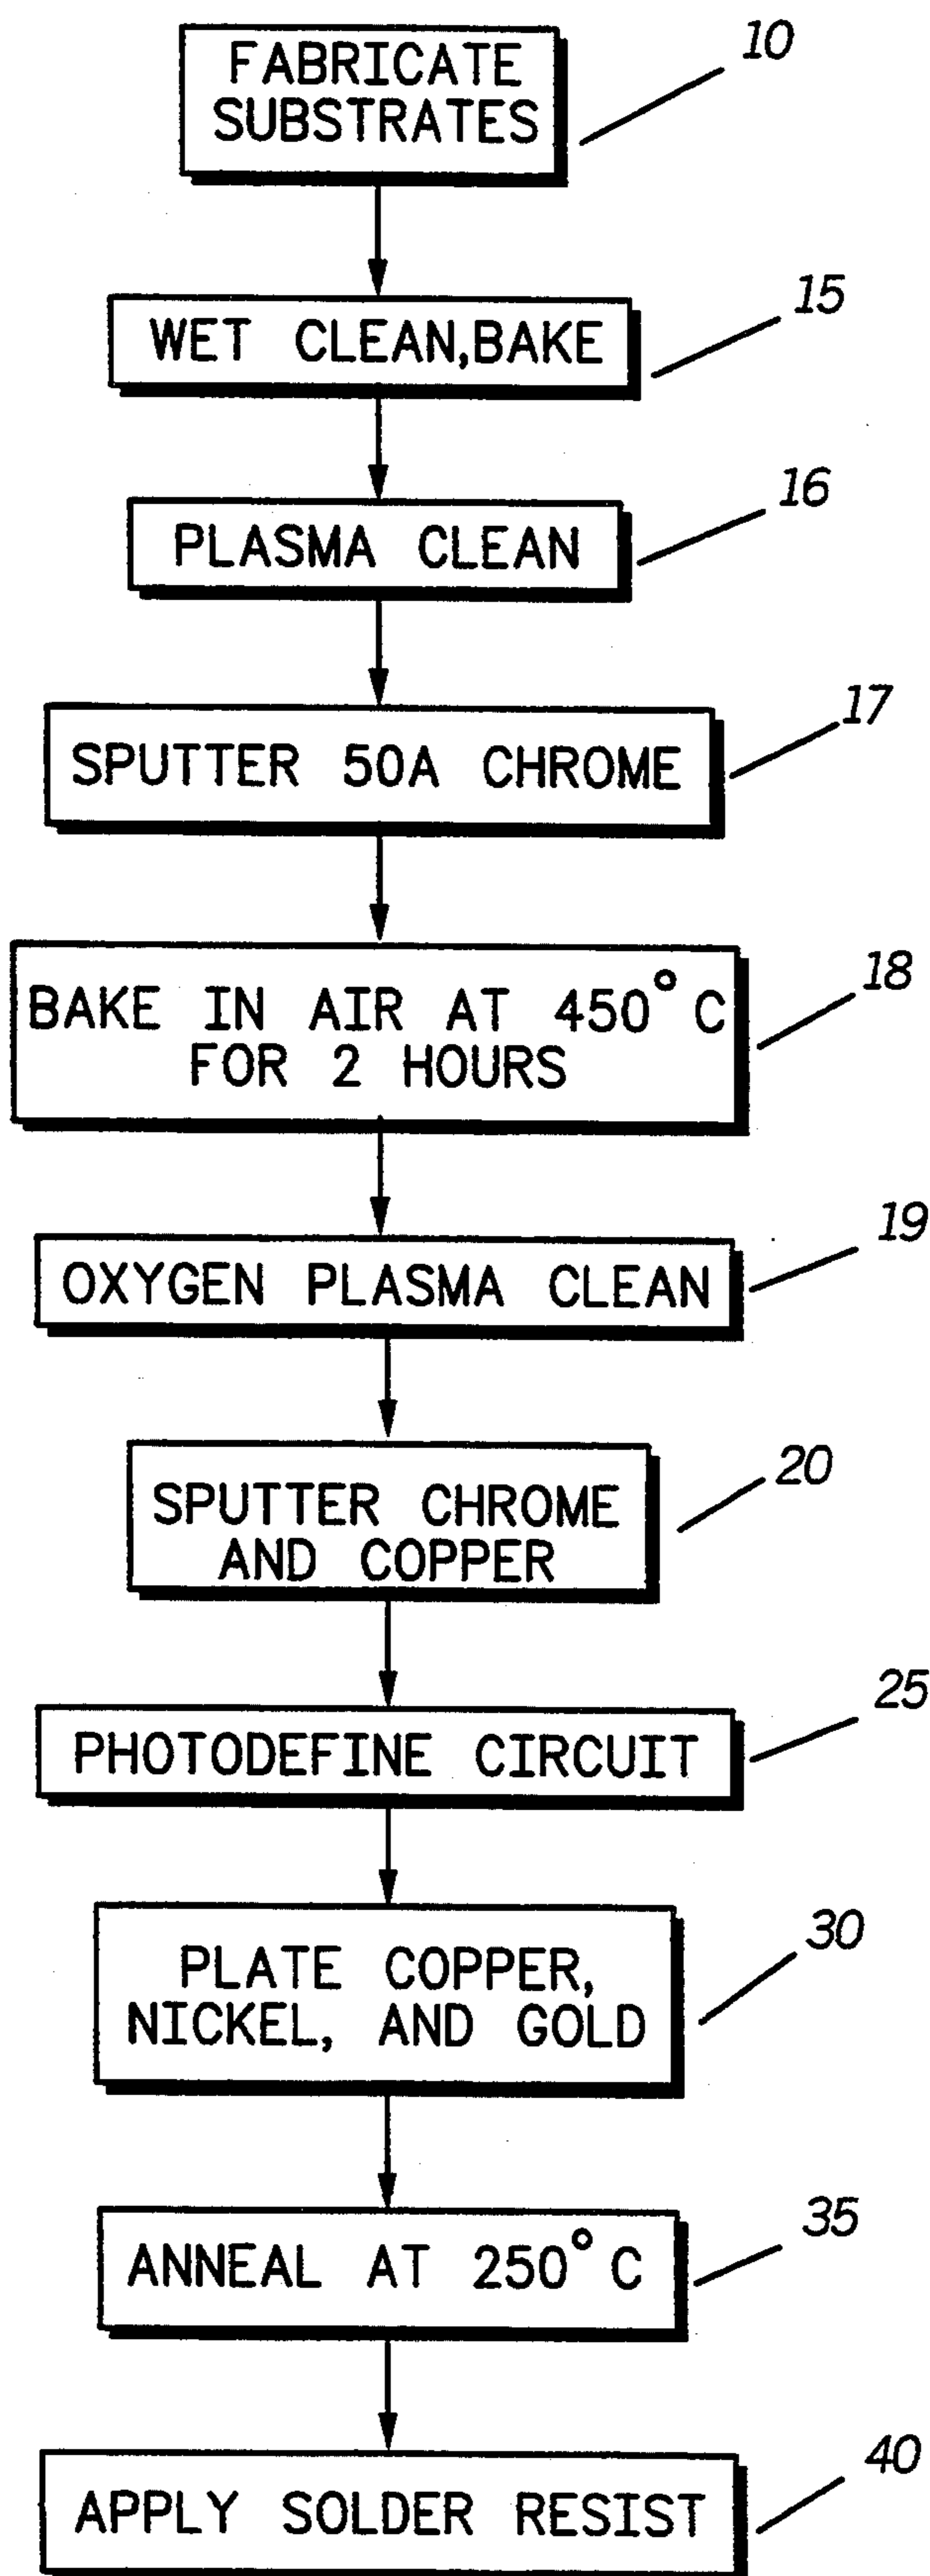 FABRICATE
SUBSTRATES
10
WET CLEAN,BAKE
15
PLASMA CLEAN
16
SPUTTER 50A CHROME
17
BAKE IN AIR AT 450° C
FOR 2 HOURS
18
OXYGEN PLASMA CLEAN
19
SPUTTER CHROME
AND COPPER
20
PHOTODEFINE CIRCUIT
25
PLATE COPPER,
NICKEL, AND GOLD
30
ANNEAL AT 250° C
35
APPLY SOLDER RESIST
40